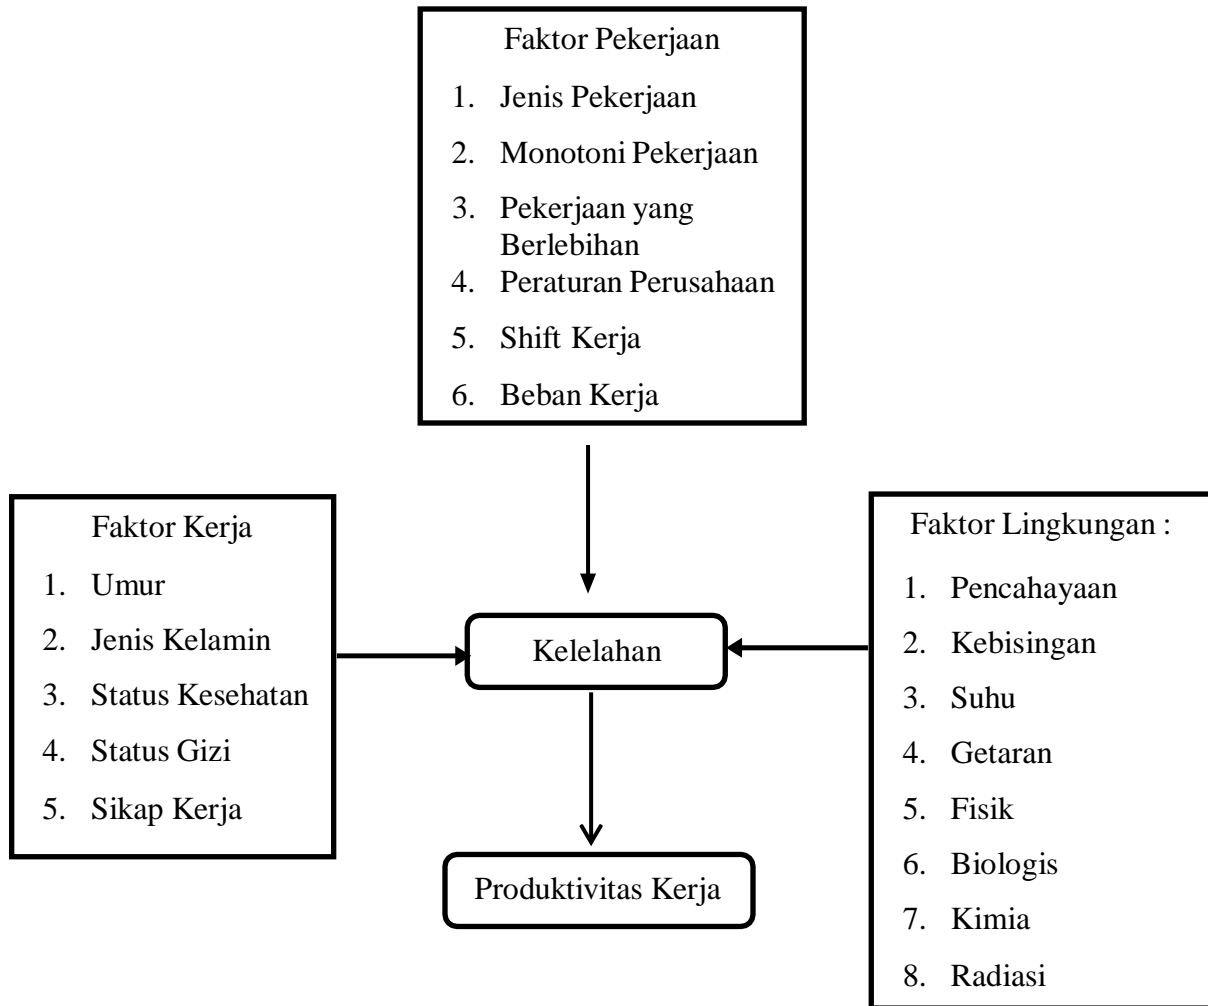 Faktor Pekerjaan
1. Jenis Pekerjaan
2. Monotoni Pekerjaan
3. Pekerjaan yang
Berlebihan
4. Peraturan Perusahaan
5. Shift Kerja
6. Beban Kerja
Faktor Kerja
1. Umur
2. Jenis Kelamin
3. Status Kesehatan
4. Status Gizi
5. Sikap Kerja
Kelelahan
Produktivitas Kerja
Faktor Lingkungan :
1. Pencahayaan
2. Kebisingan
3. Suhu
4. Getaran
5. Fisik
6. Biologis
7. Kimia
8. Radiasi